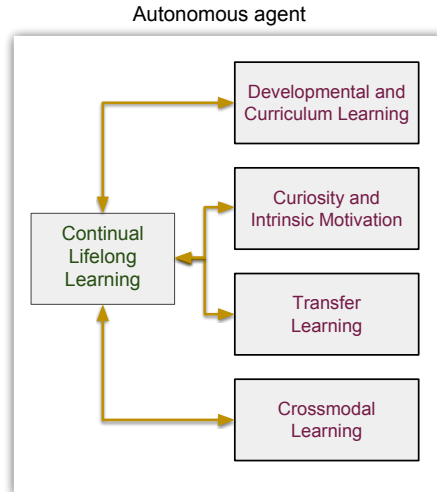 Autonomous agent
Developmental and
Curriculum Learning
Curiosity and
Intrinsic Motivation
Continual
Lifelong
Learning
Transfer
Learning
Crossmodal
Learning